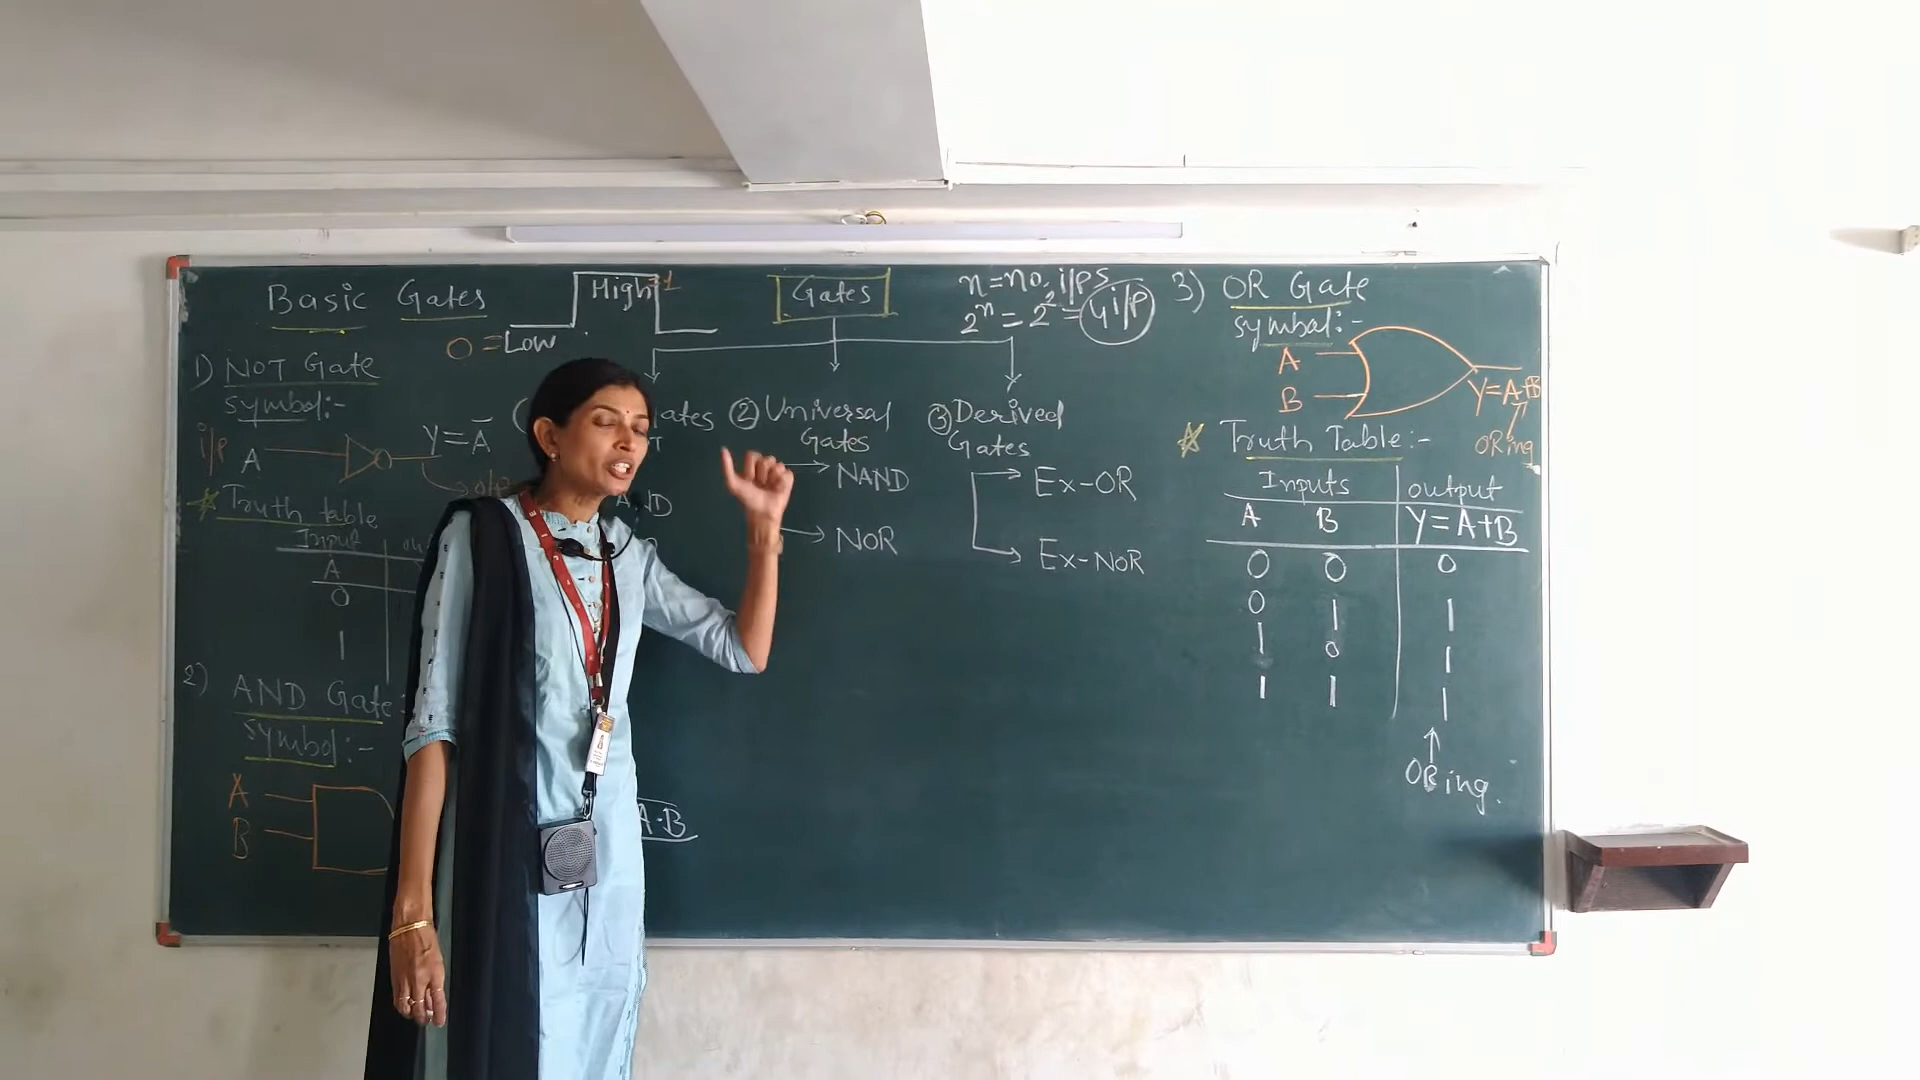 Basic Gates
High=1
0 = Low
1) NOT Gate
symbol:-
i/p
A
Y = A̅
Truth table
Input
A
0
1
2) AND Gate:
symbol:-
A
B
A·B
Gates
ates
② Universal
Gates
NAND
NOR
③ Derived
Gates
Ex-OR
Ex-NOR
n = no. i/ps
2ⁿ = 2² = 4 i/p
3) OR Gate
symbol:-
A
B
Y=A+B
ORing
Truth Table:-
Inputs output
A B Y=A+B
0 0 0
0 1 1
1 0 1
1 1 1
ORing.